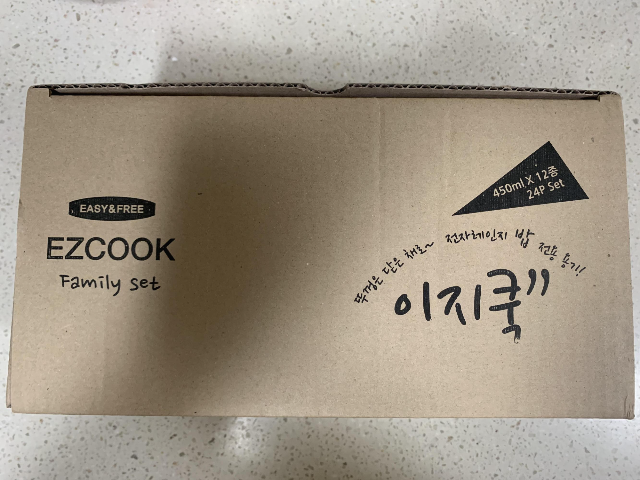 EASY&FREE
EZCOOK
Family set
450ml X 12종
24P Set
뚜껑은 닫은 채로~ 전자레인지 밥 전용 용기!
이지쿡"